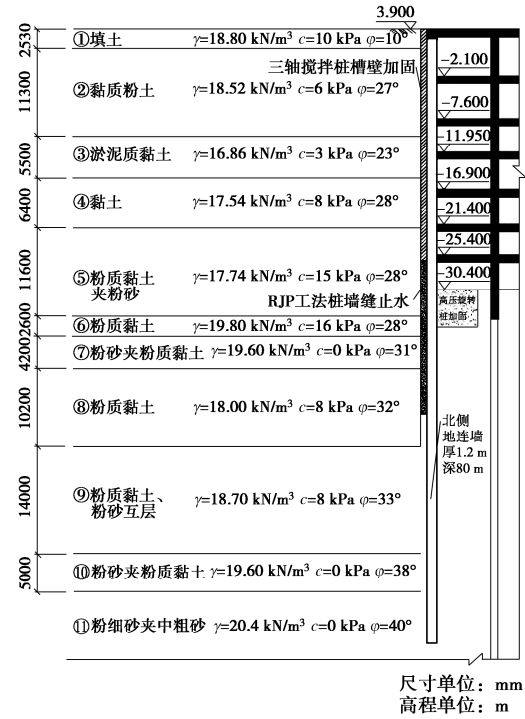 3.900
2530
①填土 γ=18.80 kN/m³ c=10 kPa φ=10°
三轴搅拌桩槽壁加固
-2.100
11300
②黏质粉土 γ=18.52 kN/m³ c=6 kPa φ=27°
-7.600
-11.950
5500
③淤泥质黏土 γ=16.86 kN/m³ c=3 kPa φ=23°
-16.900
6400
④黏土 γ=17.54 kN/m³ c=8 kPa φ=28°
-21.400
-25.400
11600
⑤粉质黏土
夹粉砂
γ=17.74 kN/m³ c=15 kPa φ=28°
-30.400
RJP工法桩墙缝止水
高压旋转
桩加固
2600
⑥粉质黏土 γ=19.80 kN/m³ c=16 kPa φ=28°
4200
⑦粉砂夹粉质黏土 γ=19.60 kN/m³ c=0 kPa φ=31°
10200
⑧粉质黏土 γ=18.00 kN/m³ c=8 kPa φ=32°
北侧
地连墙
厚1.2 m
深80 m
14000
⑨粉质黏土、
粉砂互层
γ=18.70 kN/m³ c=8 kPa φ=33°
5000
⑩粉砂夹粉质黏土 γ=19.60 kN/m³ c=0 kPa φ=38°
⑪粉细砂夹中粗砂 γ=20.4 kN/m³ c=0 kPa φ=40°
尺寸单位：mm
高程单位：m